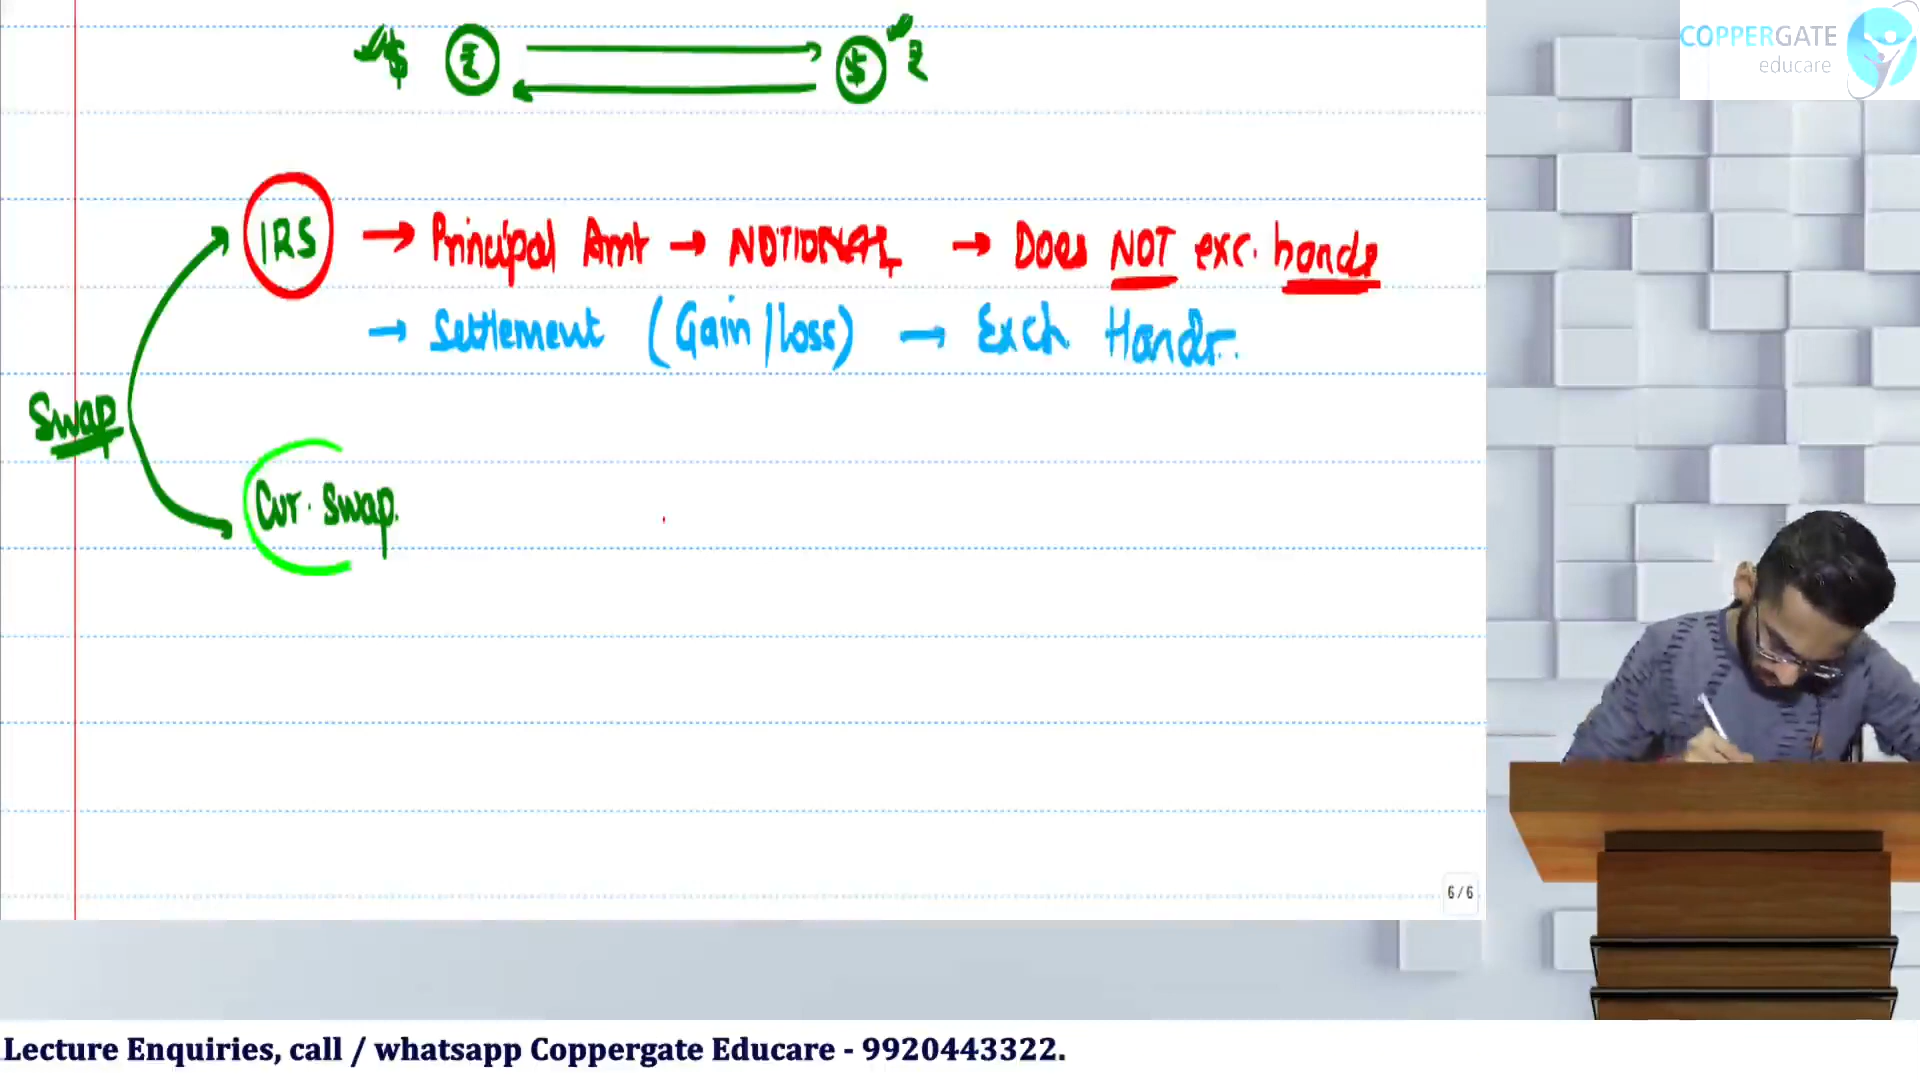 $ ₹ $ ₹
COPPERGATE
educare
IRS → Principal Amt → NOTIONAL → Does NOT exc. hands
→ Settlement (Gain/Loss) → Exch Hands..
Swap
Cur. Swap.
6/6
Lecture Enquiries, call / whatsapp Coppergate Educare - 9920443322.